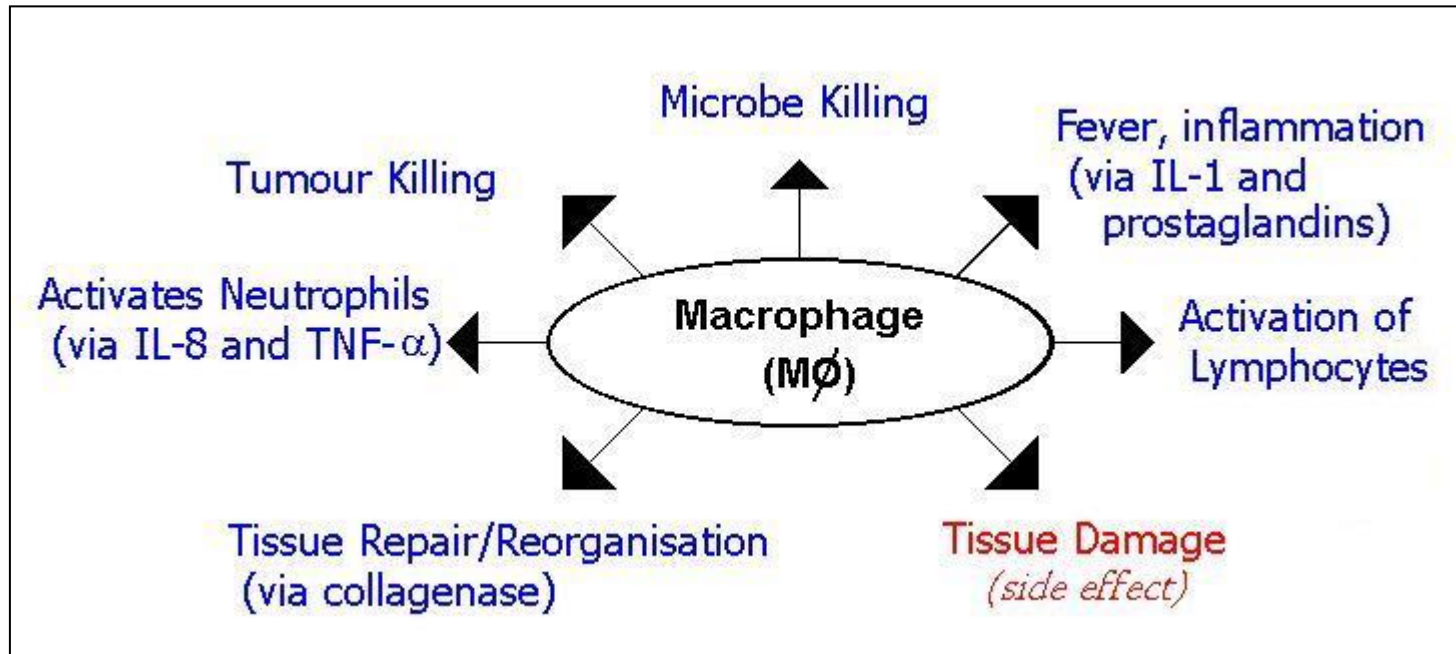 Microbe Killing
Fever, inflammation
(via IL-1 and
prostaglandins)
Tumour Killing
Activates Neutrophils
(via IL-8 and TNF-α)
Macrophage
(MØ)
Activation of
Lymphocytes
Tissue Repair/Reorganisation
(via collagenase)
Tissue Damage
(side effect)